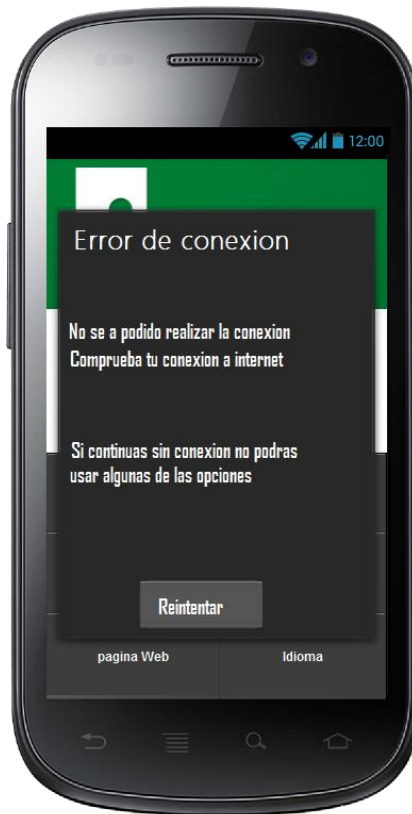 12:00
Error de conexion
No se a podido realizar la conexion
Comprueba tu conexion a internet
Si continuas sin conexion no podras
usar algunas de las opciones
Reintentar
pagina Web
Idioma